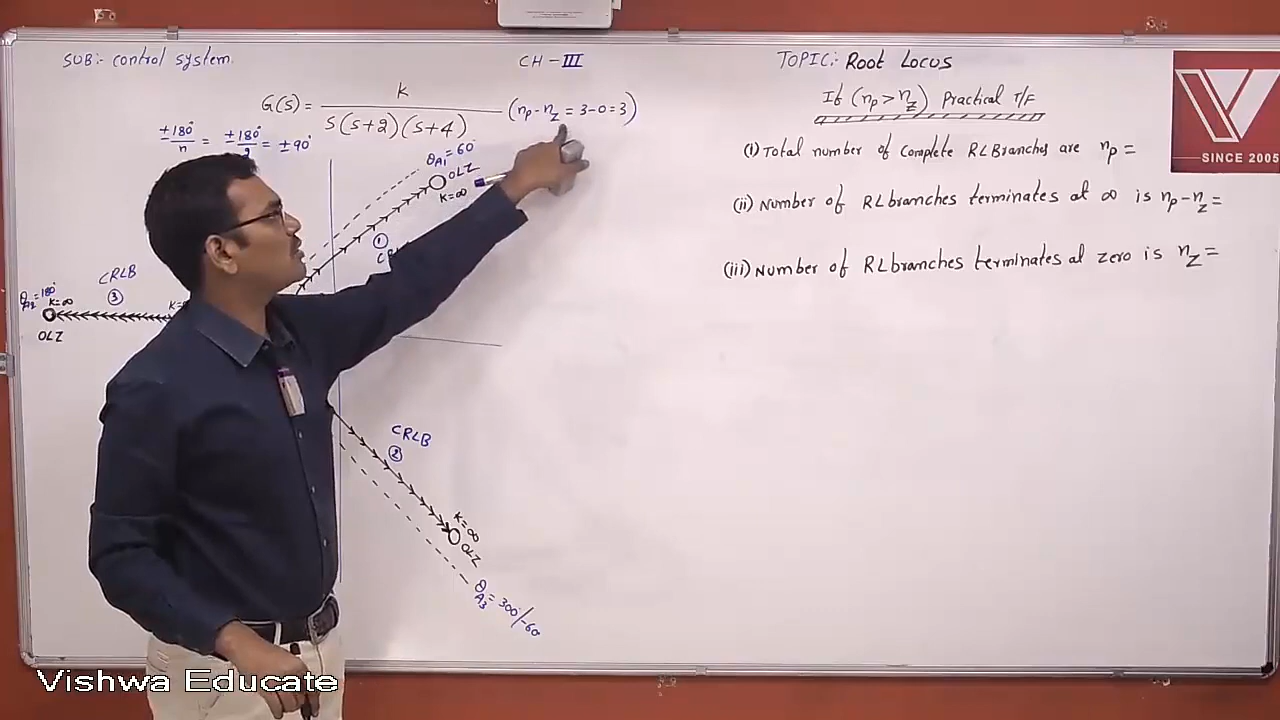 SUB:- control system
CH - III
TOPIC: Root Locus
G(s) = K / s(s+2)(s+4) (np - nz = 3-0=3)
±180°/n = ±180°/2 = ±90°
θA1 = 60°
OLZ
K=∞
①
CRLB
③
θA2 = 180°
K=∞
OLZ
CRLB
②
K=∞
OLZ
θA3 = 300°/-60
If (np > nz) Practical T/F
(i) Total number of complete RL Branches are np =
(ii) Number of RL branches terminates at ∞ is np - nz =
(iii) Number of RL branches terminates at zero is nz =
V
SINCE 2005
Vishwa Educate